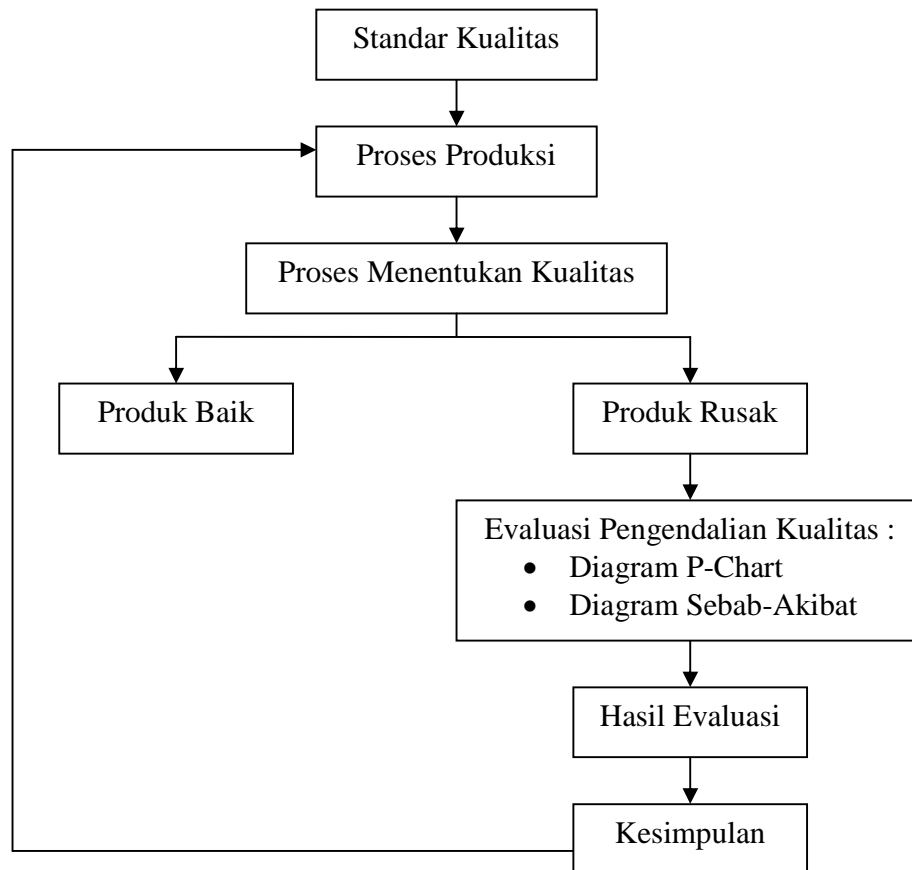 Standar Kualitas
Proses Produksi
Proses Menentukan Kualitas
Produk Baik
Produk Rusak
Evaluasi Pengendalian Kualitas :
• Diagram P-Chart
• Diagram Sebab-Akibat
Hasil Evaluasi
Kesimpulan